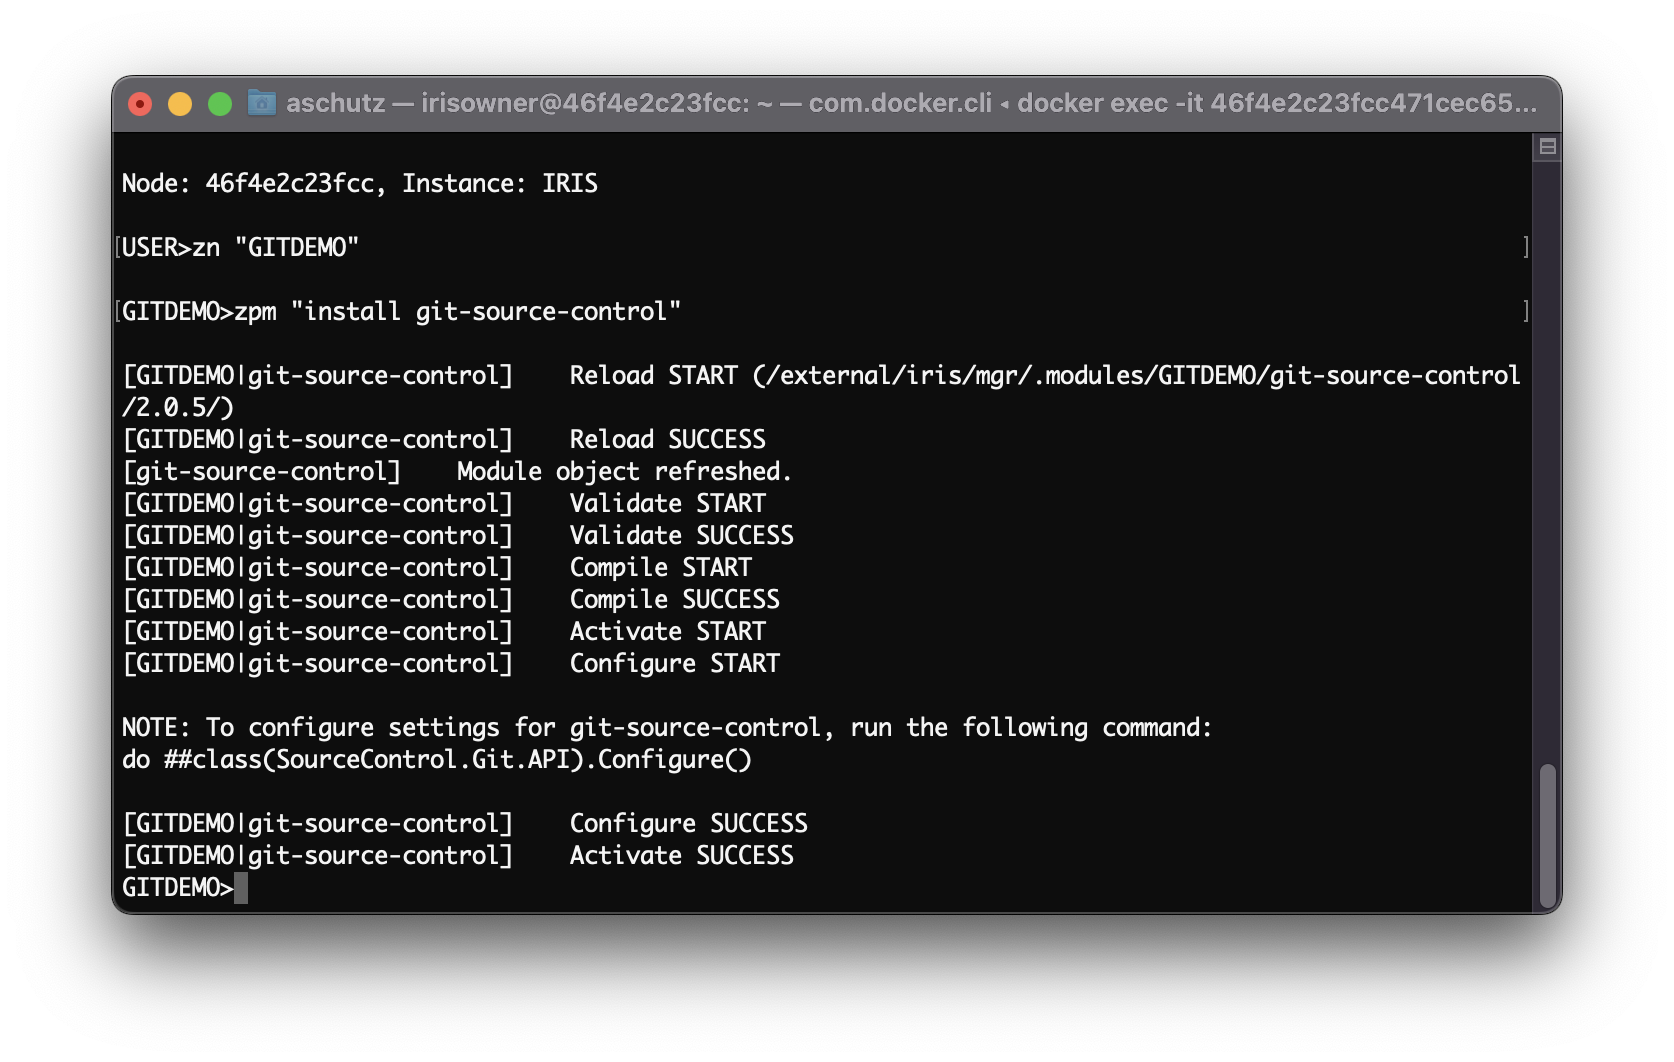 aschutz — irisowner@46f4e2c23fcc: ~ — com.docker.cli ◂ docker exec -it 46f4e2c23fcc471cec65...
Node: 46f4e2c23fcc, Instance: IRIS
[USER>zn "GITDEMO" ]
[GITDEMO>zpm "install git-source-control" ]
[GITDEMO|git-source-control]    Reload START (/external/iris/mgr/.modules/GITDEMO/git-source-control
/2.0.5/)
[GITDEMO|git-source-control]    Reload SUCCESS
[git-source-control]    Module object refreshed.
[GITDEMO|git-source-control]    Validate START
[GITDEMO|git-source-control]    Validate SUCCESS
[GITDEMO|git-source-control]    Compile START
[GITDEMO|git-source-control]    Compile SUCCESS
[GITDEMO|git-source-control]    Activate START
[GITDEMO|git-source-control]    Configure START
NOTE: To configure settings for git-source-control, run the following command:
do ##class(SourceControl.Git.API).Configure()
[GITDEMO|git-source-control]    Configure SUCCESS
[GITDEMO|git-source-control]    Activate SUCCESS
GITDEMO>